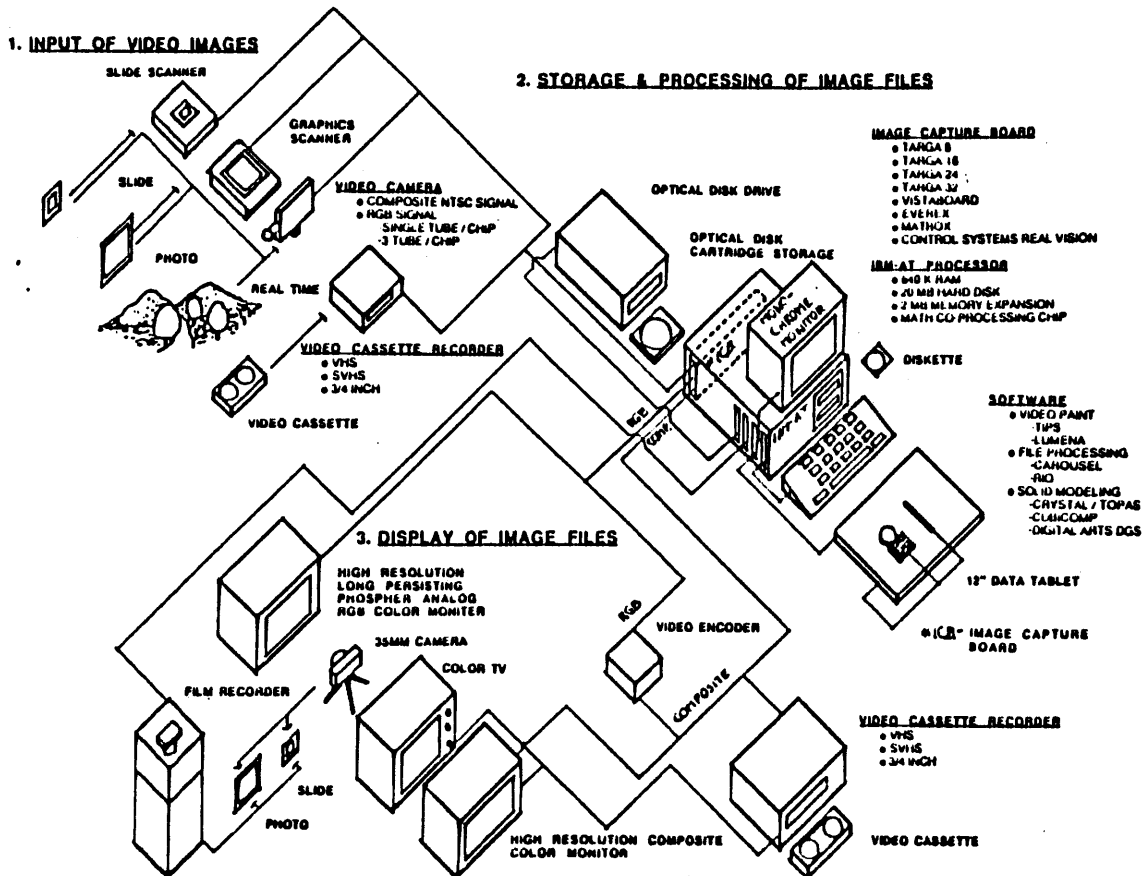 1. INPUT OF VIDEO IMAGES
SLIDE SCANNER
GRAPHICS
SCANNER
SLIDE
VIDEO CAMERA
● COMPOSITE NTSC SIGNAL
● RGB SIGNAL
SINGLE TUBE / CHIP
-3 TUBE / CHIP
PHOTO
REAL TIME
VIDEO CASSETTE RECORDER
● VHS
● SVHS
● 3/4 INCH
VIDEO CASSETTE
2. STORAGE & PROCESSING OF IMAGE FILES
OPTICAL DISK DRIVE
OPTICAL DISK
CARTRIDGE STORAGE
IMAGE CAPTURE BOARD
● TARGA 8
● TARGA 16
● TARGA 24
● TARGA 32
● VISTABOARD
● EVEREX
● MATROX
● CONTROL SYSTEMS REAL VISION
IBM-AT PROCESSOR
● 640 K RAM
● 20 MB HARD DISK
● 2 MB MEMORY EXPANSION
● MATH CO PROCESSING CHIP
MONO-
CHROME
MONITOR
ICB
IBM-AT
RGB
COMP.
DISKETTE
SOFTWARE
● VIDEO PAINT
-TIPS
-LUMENA
● FILE PROCESSING
-CAROUSEL
-RIO
● SOLID MODELING
-CRYSTAL / TOPAS
-CUBICOMP
-DIGITAL ARTS DGS
12" DATA TABLET
"ICB" IMAGE CAPTURE
BOARD
3. DISPLAY OF IMAGE FILES
HIGH RESOLUTION
LONG PERSISTING
PHOSPHER ANALOG
RGB COLOR MONITER
35MM CAMERA
COLOR TV
FILM RECORDER
SLIDE
PHOTO
RGB
VIDEO ENCODER
COMPOSITE
HIGH RESOLUTION COMPOSITE
COLOR MONITOR
VIDEO CASSETTE RECORDER
● VHS
● SVHS
● 3/4 INCH
VIDEO CASSETTE